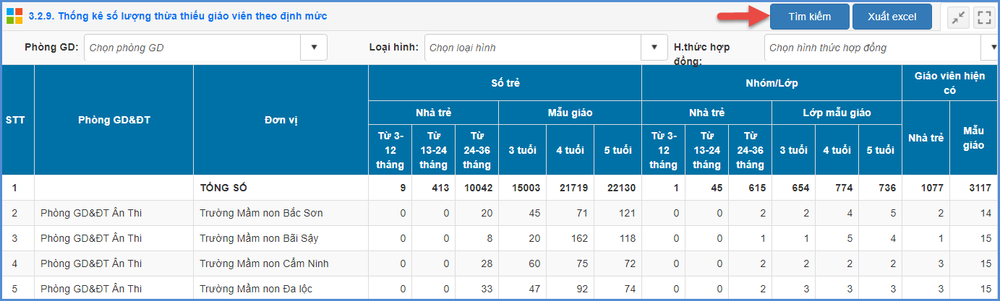 3.2.9. Thống kê số lượng thừa thiếu giáo viên theo định mức
Tìm kiếm
Xuất excel
Phòng GD: Chọn phòng GD
Loại hình: Chọn loại hình
H.thức hợp
đồng:
Chọn hình thức hợp đồng
STT Phòng GD&ĐT Đơn vị Số trẻ Nhóm/Lớp Giáo viên hiện
có
Nhà trẻ Mẫu giáo Nhà trẻ Lớp mẫu giáo Nhà trẻ Mẫu
giáo
Từ 3-
12
tháng
Từ
13-24
tháng
Từ
24-36
tháng
3 tuổi 4 tuổi 5 tuổi
Từ 3-
12
tháng
Từ
13-24
tháng
Từ
24-36
tháng
3 tuổi 4 tuổi 5 tuổi
1 TỔNG SỐ 9 413 10042 15003 21719 22130 1 45 615 654 774 736 1077 3117
2 Phòng GD&ĐT Ân Thi Trường Mầm non Bắc Sơn 0 0 20 45 71 121 0 0 2 2 4 5 2 14
3 Phòng GD&ĐT Ân Thi Trường Mầm non Bãi Sậy 0 0 8 20 162 118 0 0 1 1 5 4 1 15
4 Phòng GD&ĐT Ân Thi Trường Mầm non Cẩm Ninh 0 0 28 60 75 72 0 0 2 2 2 2 3 15
5 Phòng GD&ĐT Ân Thi Trường Mầm non Đa lộc 0 0 33 47 92 74 0 0 2 3 3 3 3 15